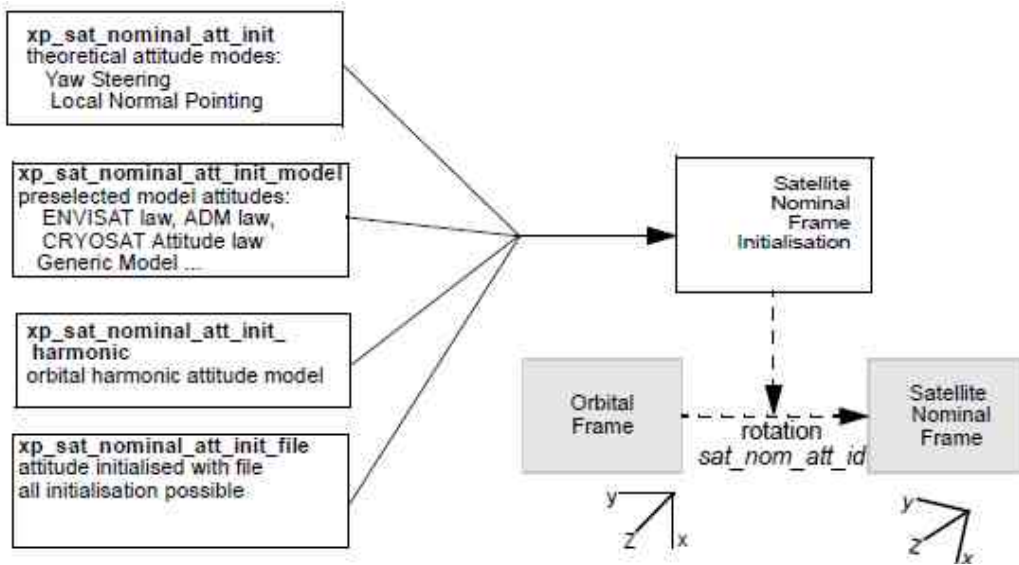 xp_sat_nominal_att_init
theoretical attitude modes:
Yaw Steering
Local Normal Pointing
xp_sat_nominal_att_init_model
preselected model attitudes:
ENVISAT law, ADM law,
CRYOSAT Attitude law
Generic Model ...
xp_sat_nominal_att_init_
harmonic
orbital harmonic attitude model
xp_sat_nominal_att_init_file
attitude initialised with file
all initialisation possible
Satellite
Nominal
Frame
Initialisation
Orbital
Frame
rotation
sat_nom_att_id
Satellite
Nominal
Frame
y
Z
x
y
Z
x